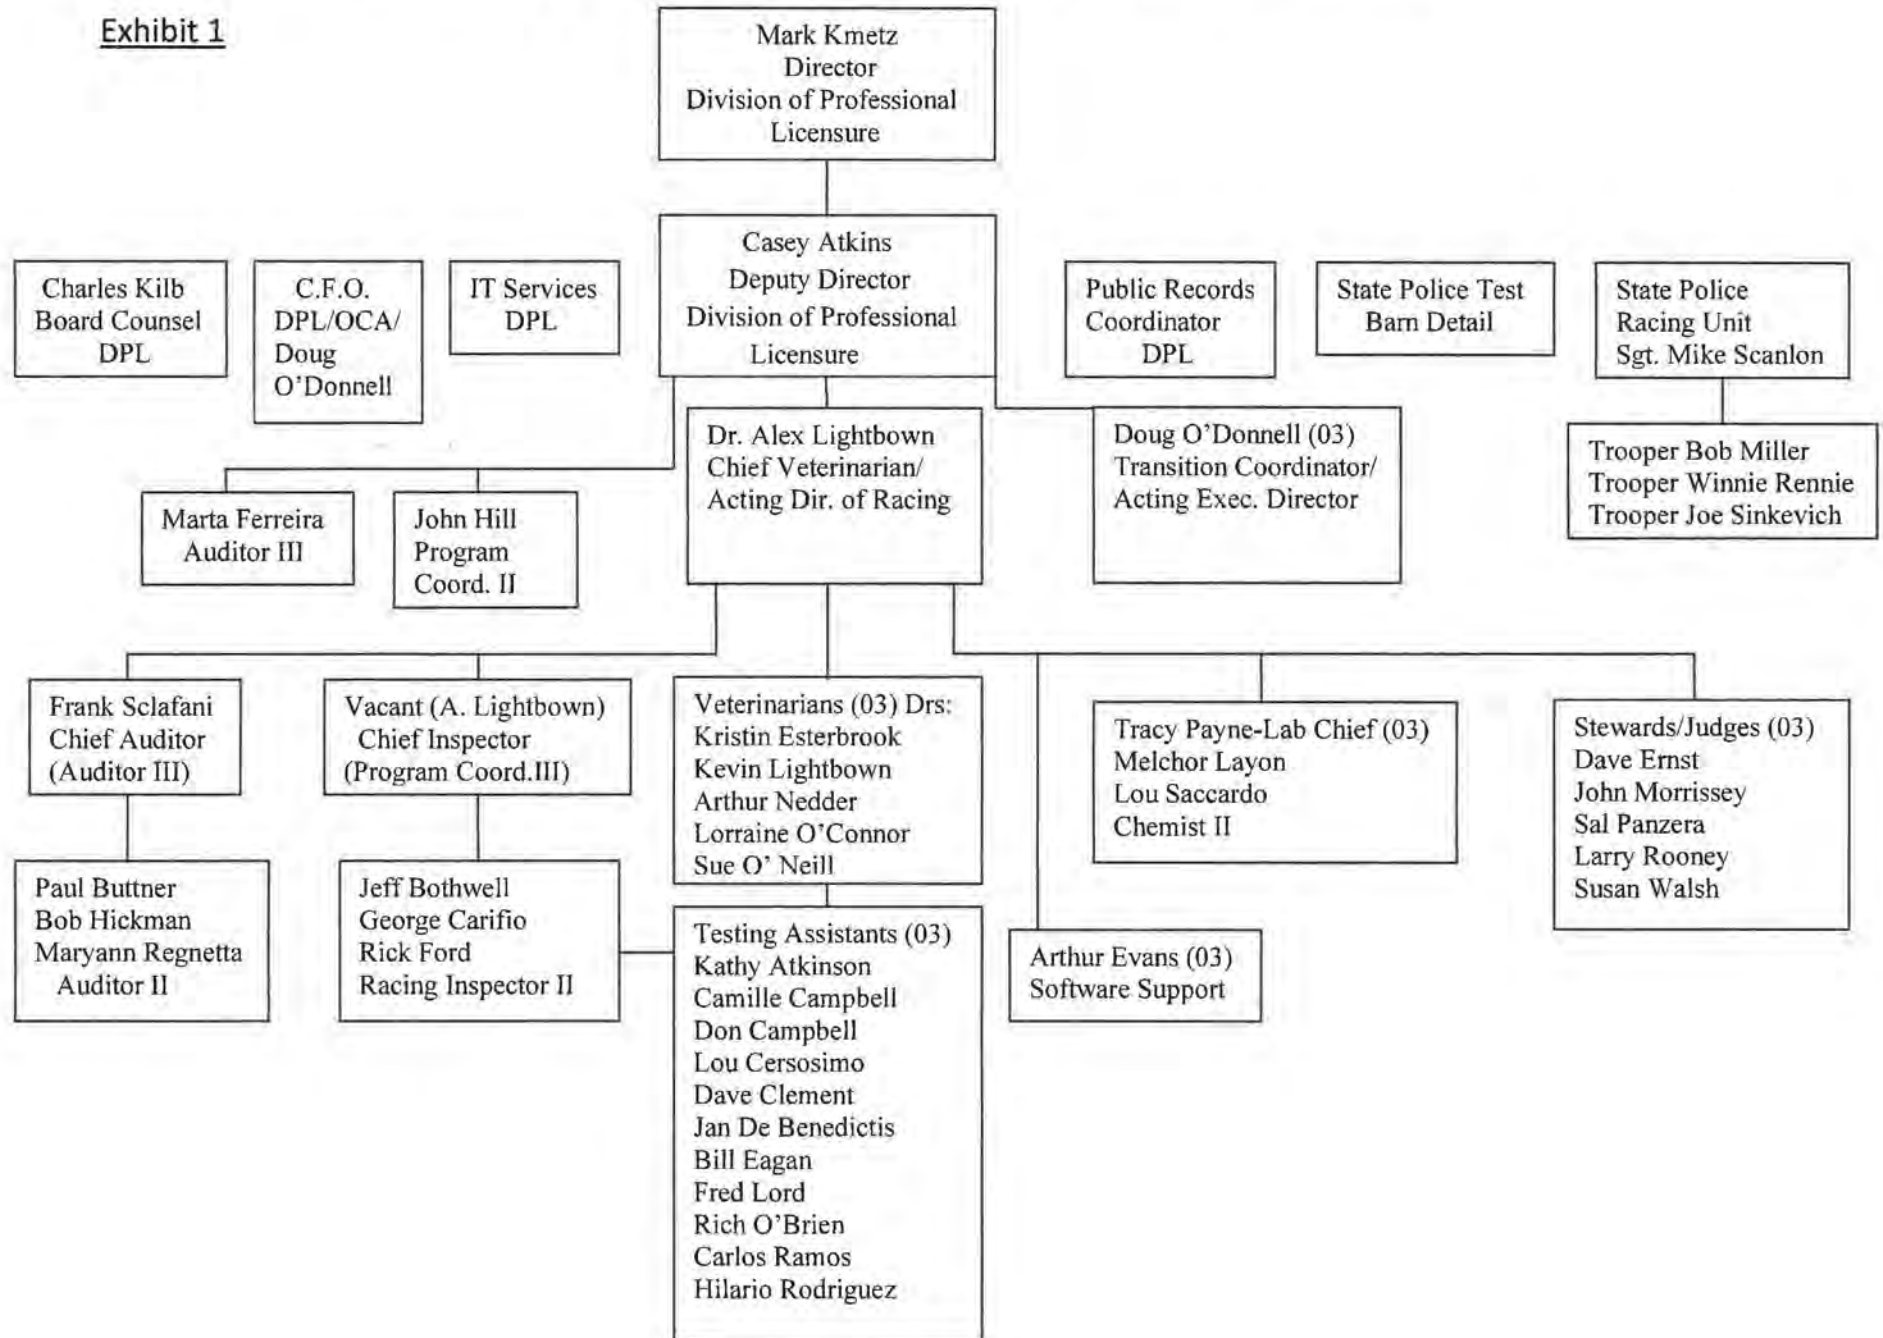 Exhibit 1
Mark Kmetz
Director
Division of Professional
Licensure
Casey Atkins
Deputy Director
Division of Professional
Licensure
Charles Kilb
Board Counsel
DPL
C.F.O.
DPL/OCA/
Doug
O'Donnell
IT Services
DPL
Public Records
Coordinator
DPL
State Police Test
Barn Detail
State Police
Racing Unit
Sgt. Mike Scanlon
Trooper Bob Miller
Trooper Winnie Rennie
Trooper Joe Sinkevich
Marta Ferreira
Auditor III
John Hill
Program
Coord. II
Dr. Alex Lightbown
Chief Veterinarian/
Acting Dir. of Racing
Doug O'Donnell (03)
Transition Coordinator/
Acting Exec. Director
Frank Sclafani
Chief Auditor
(Auditor III)
Vacant (A. Lightbown)
Chief Inspector
(Program Coord.III)
Veterinarians (03) Drs:
Kristin Esterbrook
Kevin Lightbown
Arthur Nedder
Lorraine O'Connor
Sue O' Neill
Tracy Payne-Lab Chief (03)
Melchor Layon
Lou Saccardo
Chemist II
Stewards/Judges (03)
Dave Ernst
John Morrissey
Sal Panzera
Larry Rooney
Susan Walsh
Paul Buttner
Bob Hickman
Maryann Regnetta
Auditor II
Jeff Bothwell
George Carifio
Rick Ford
Racing Inspector II
Testing Assistants (03)
Kathy Atkinson
Camille Campbell
Don Campbell
Lou Cersosimo
Dave Clement
Jan De Benedictis
Bill Eagan
Fred Lord
Rich O'Brien
Carlos Ramos
Hilario Rodriguez
Arthur Evans (03)
Software Support